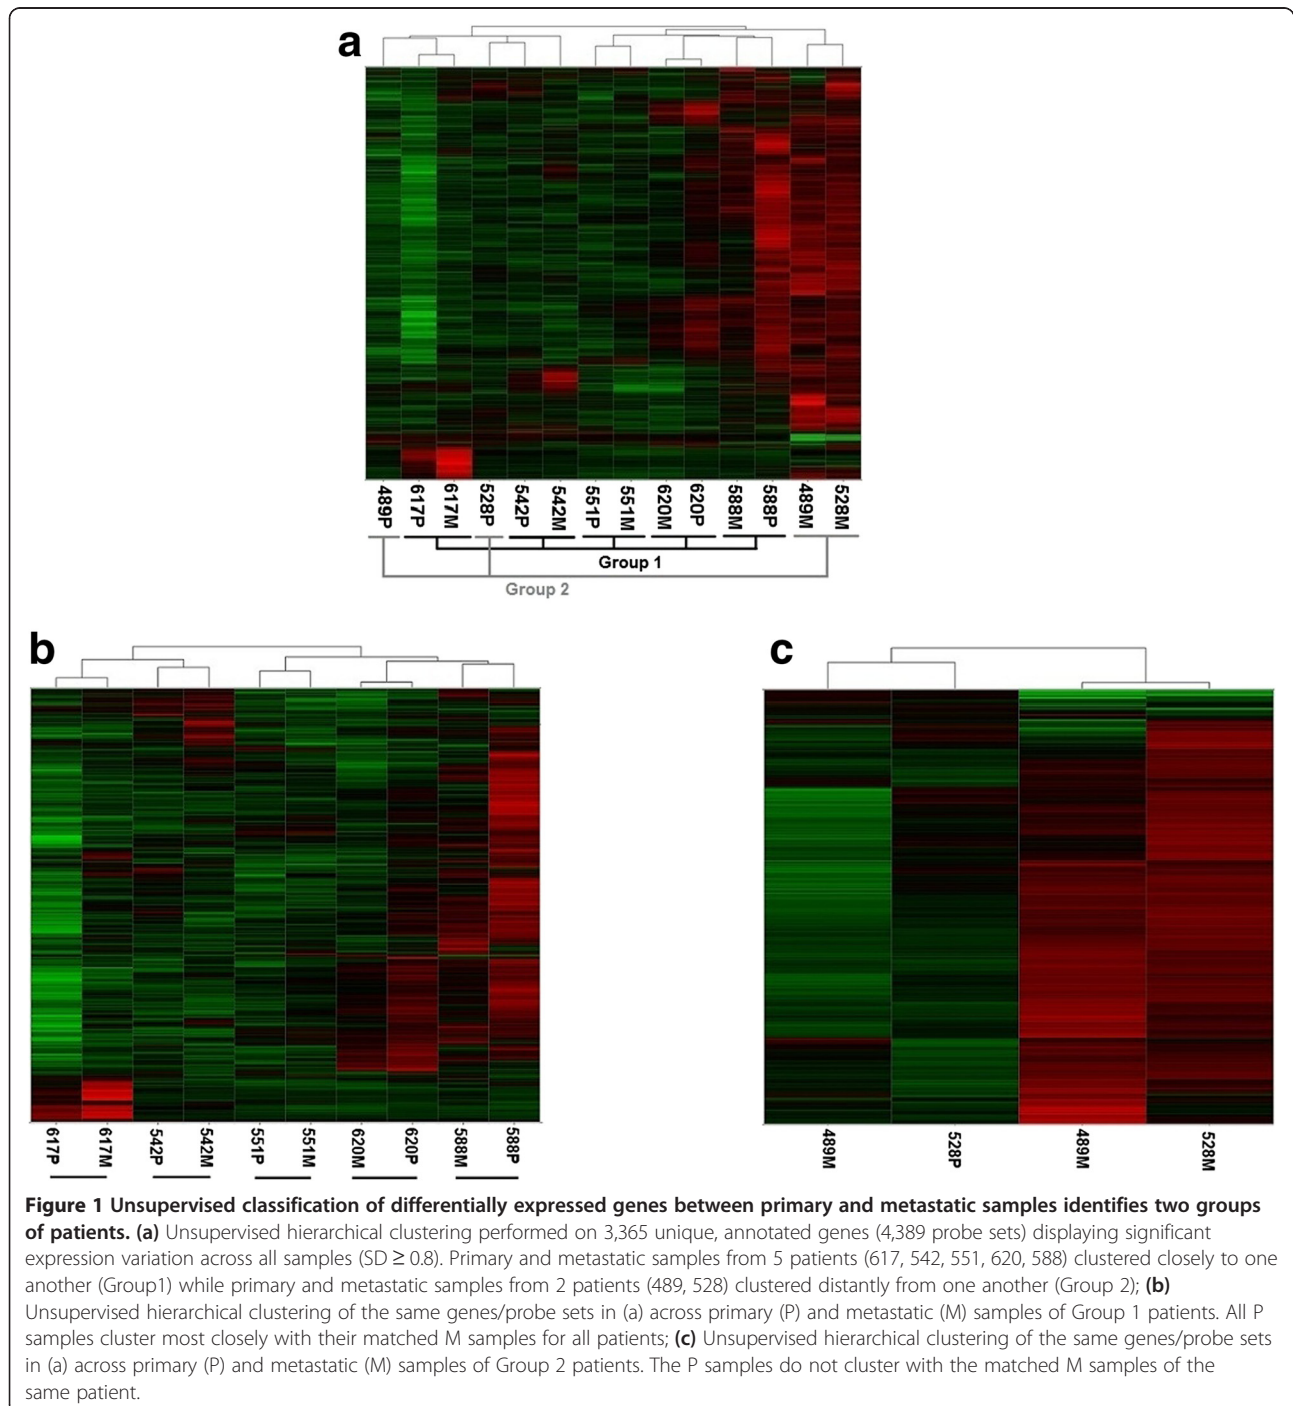 a
489P 617P 617M 528P 542P 542M 551P 551M 620M 620P 588M 588P 489M 528M
Group 1
Group 2
b
617P 617M 542P 542M 551P 551M 620M 620P 588M 588P
c
489M 528P 489M 528M
Figure 1 Unsupervised classification of differentially expressed genes between primary and metastatic samples identifies two groups
of patients. (a) Unsupervised hierarchical clustering performed on 3,365 unique, annotated genes (4,389 probe sets) displaying significant
expression variation across all samples (SD ≥ 0.8). Primary and metastatic samples from 5 patients (617, 542, 551, 620, 588) clustered closely to one
another (Group1) while primary and metastatic samples from 2 patients (489, 528) clustered distantly from one another (Group 2); (b)
Unsupervised hierarchical clustering of the same genes/probe sets in (a) across primary (P) and metastatic (M) samples of Group 1 patients. All P
samples cluster most closely with their matched M samples for all patients; (c) Unsupervised hierarchical clustering of the same genes/probe sets
in (a) across primary (P) and metastatic (M) samples of Group 2 patients. The P samples do not cluster with the matched M samples of the
same patient.